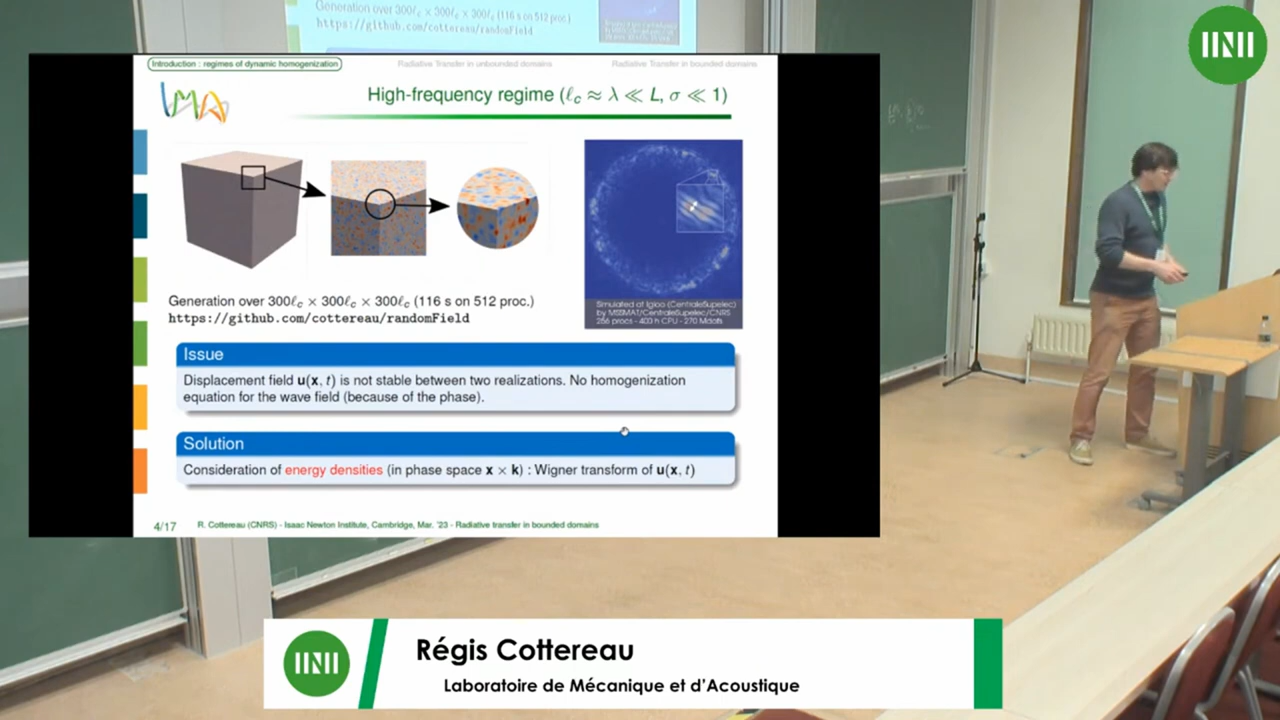 Generation over 300ℓc × 300ℓc × 300ℓc (116 s on 512 proc.)
https://github.com/cottereau/randomField
Introduction : regimes of dynamic homogenization
Radiative Transfer in unbounded domains
Radiative Transfer in bounded domains
LMA
High-frequency regime (ℓc ≈ λ ≪ L, σ ≪ 1)
Generation over 300ℓc × 300ℓc × 300ℓc (116 s on 512 proc.)
https://github.com/cottereau/randomField
Simulated at Igloo (CentraleSupelec)
by MSSMAT/CentraleSupelec/CNRS
256 procs - 403 h CPU - 270 Mdofs
Issue
Displacement field u(x, t) is not stable between two realizations. No homogenization
equation for the wave field (because of the phase).
Solution
Consideration of energy densities (in phase space x × k) : Wigner transform of u(x, t)
4/17
R. Cottereau (CNRS) - Isaac Newton Institute, Cambridge, Mar. '23 - Radiative transfer in bounded domains
Régis Cottereau
Laboratoire de Mécanique et d'Acoustique